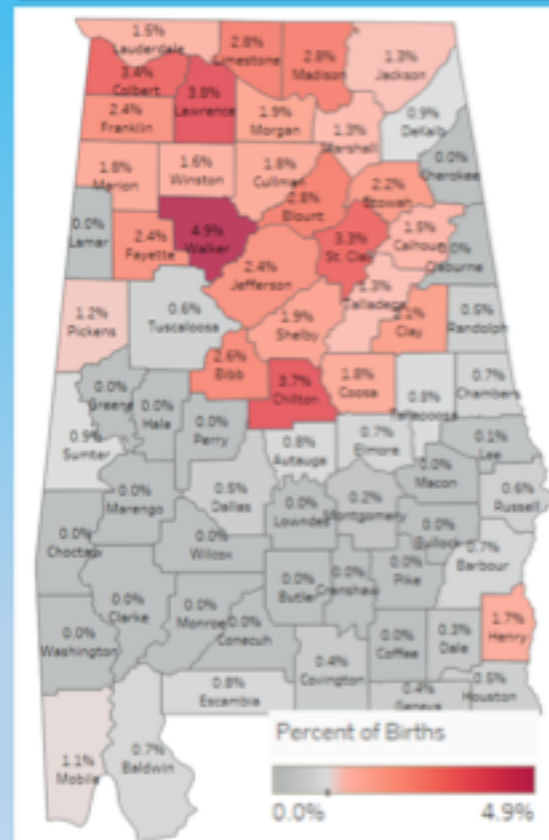 1.5%
Lauderdale
2.8%
Limestone
2.8%
Madison
1.3%
Jackson
3.4%
Colbert
3.8%
Lawrence
2.4%
Franklin
1.9%
Morgan
1.3%
Marshall
0.9%
DeKalb
0.0%
Cherokee
1.8%
Marion
1.6%
Winston
1.8%
Cullman
2.8%
Blount
2.2%
Etowah
0.0%
Lamar
2.4%
Fayette
4.9%
Walker
2.4%
Jefferson
3.3%
St. Clair
1.5%
Calhoun
Cleburne
1.2%
Pickens
0.6%
Tuscaloosa
1.9%
Shelby
1.3%
Talladega
Clay
0.5%
Randolph
2.6%
Bibb
3.7%
Chilton
1.8%
Coosa
0.8%
Tallapoosa
0.7%
Chambers
0.0%
Greene
0.0%
Hale
0.0%
Perry
0.9%
Sumter
0.8%
Autauga
0.7%
Elmore
0.1%
Lee
0.0%
Marengo
0.5%
Dallas
0.0%
Lowndes
0.2%
Montgomery
0.0%
Macon
0.6%
Russell
0.0%
Choctaw
0.0%
Wilcox
0.0%
Butler
0.0%
Crenshaw
0.0%
Pike
0.0%
Bullock
0.7%
Barbour
0.0%
Washington
0.0%
Clarke
0.0%
Monroe
0.0%
Conecuh
0.4%
Covington
0.0%
Coffee
0.3%
Dale
1.7%
Henry
0.8%
Escambia
0.4%
Geneva
0.5%
Houston
1.1%
Mobile
0.7%
Baldwin
Percent of Births
0.0%
4.9%